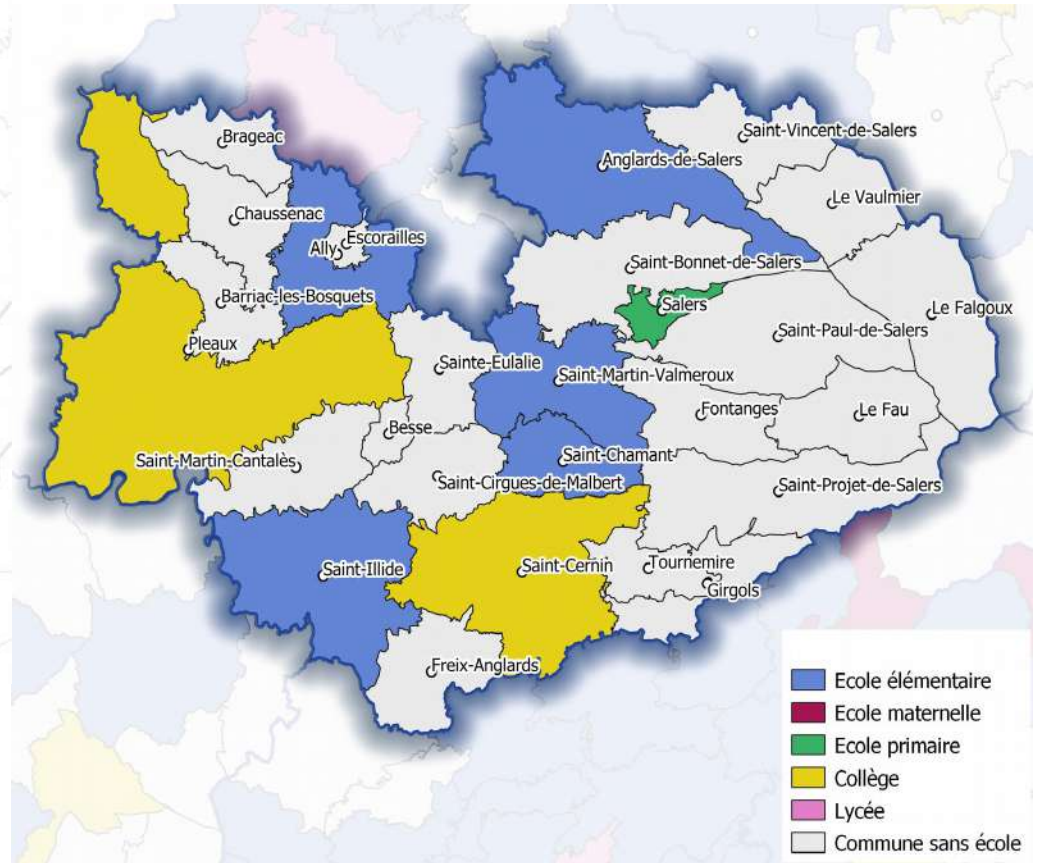 Brageac
Saint-Vincent-de-Salers
Anglards-de-Salers
Le Vaulmier
Chaussenac
Escorailles
Ally
Saint-Bonnet-de-Salers
Barriac-les-Bosquets
Salers
Le Falgoux
Saint-Paul-de-Salers
Pleaux
Sainte-Eulalie
Saint-Martin-Valmeroux
Fontanges
Le Fau
Besse
Saint-Martin-Cantalès
Saint-Chamant
Saint-Cirgues-de-Malbert
Saint-Projet-de-Salers
Saint-Illide
Saint-Cernin
Tournemire
Girgols
Freix-Anglards
Ecole élémentaire
Ecole maternelle
Ecole primaire
Collège
Lycée
Commune sans école